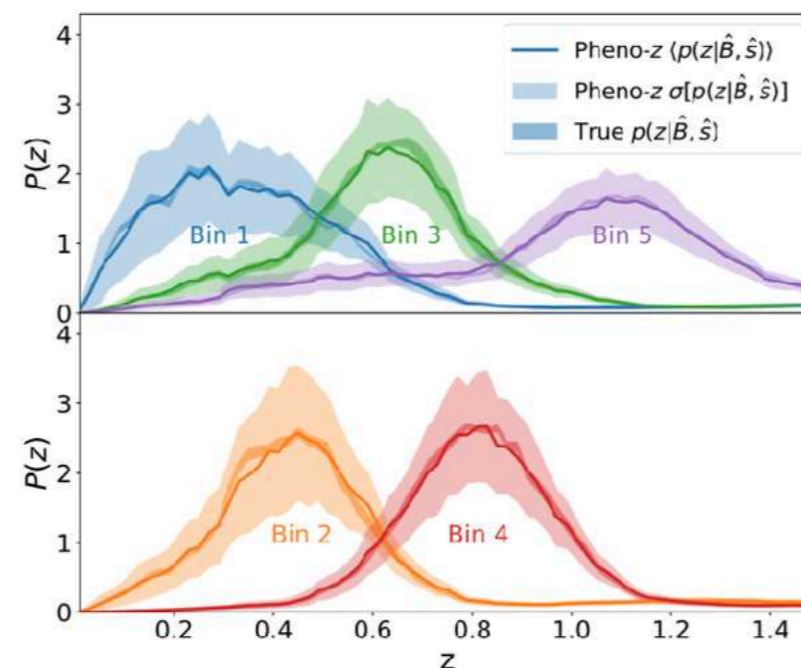 4
Pheno-z ⟨p(z|B̂, ŝ)⟩
Pheno-z σ[p(z|B̂, ŝ)]
True p(z|B̂, ŝ)
3
P(z)
2
Bin 1
Bin 3
Bin 5
1
0
4
3
P(z)
2
Bin 2
Bin 4
1
0
0.2 0.4 0.6 0.8 1.0 1.2 1.4
z